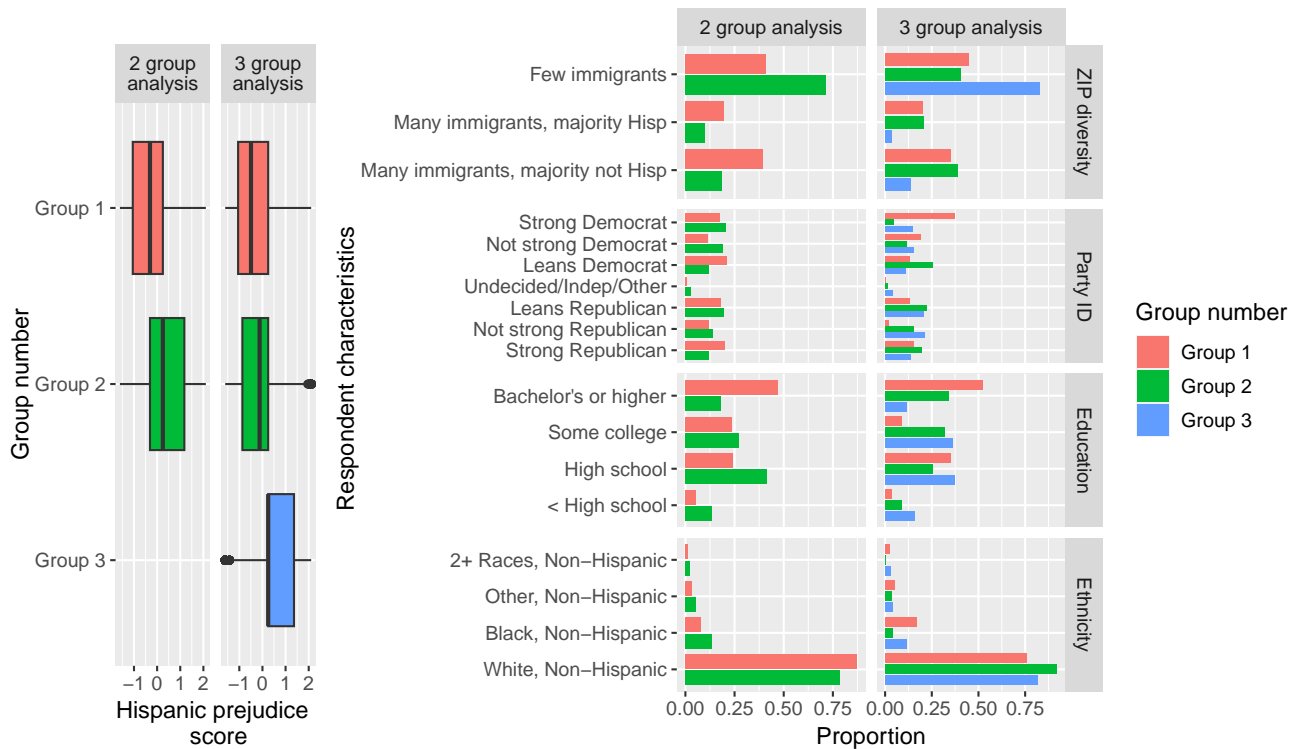 2 group
analysis
3 group
analysis
Group number
Group 1
Group 2
Group 3
−1 0 1 2
−1 0 1 2
Hispanic prejudice
score
2 group analysis
3 group analysis
Respondent characteristics
Few immigrants
Many immigrants, majority Hisp
Many immigrants, majority not Hisp
ZIP diversity
Strong Democrat
Not strong Democrat
Leans Democrat
Undecided/Indep/Other
Leans Republican
Not strong Republican
Strong Republican
Party ID
Bachelor's or higher
Some college
High school
< High school
Education
2+ Races, Non−Hispanic
Other, Non−Hispanic
Black, Non−Hispanic
White, Non−Hispanic
Ethnicity
0.00 0.25 0.50 0.75
0.00 0.25 0.50 0.75
Proportion
Group number
Group 1
Group 2
Group 3